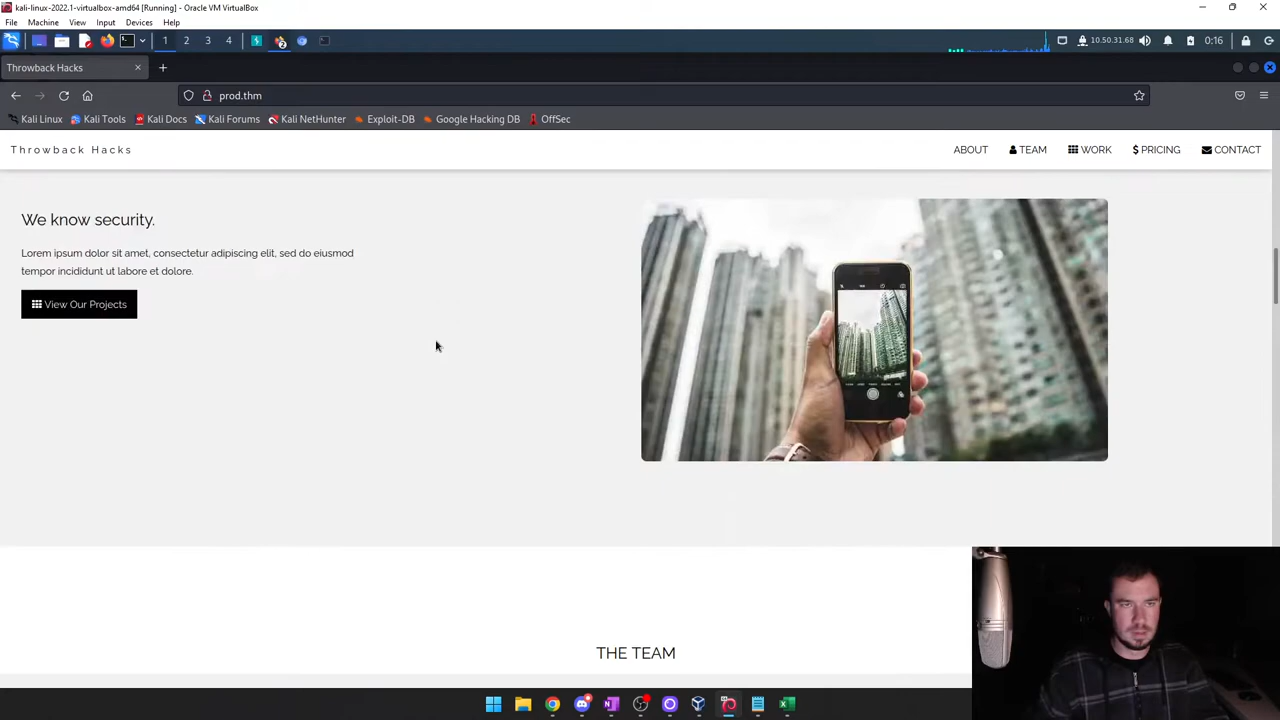 kali-linux-2022.1-virtualbox-amd64 [Running] - Oracle VM VirtualBox
File Machine View Input Devices Help
1 2 3 4 2 10.50.31.68 0:16
Throwback Hacks
prod.thm
Kali Linux Kali Tools Kali Docs Kali Forums Kali NetHunter Exploit-DB Google Hacking DB OffSec
Throwback Hacks ABOUT TEAM WORK PRICING CONTACT
We know security.
Lorem ipsum dolor sit amet, consectetur adipiscing elit, sed do eiusmod
tempor incididunt ut labore et dolore.
View Our Projects
THE TEAM